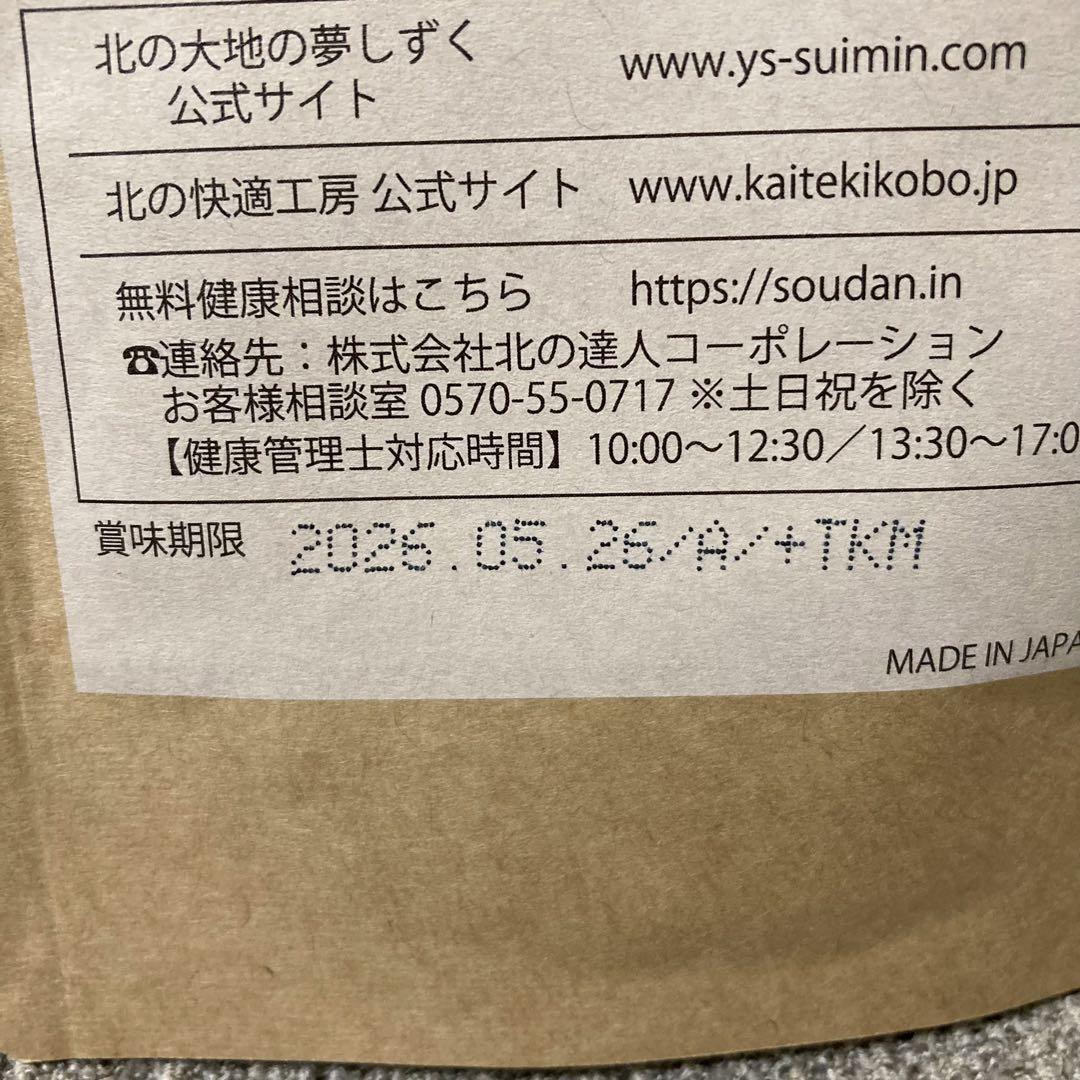 北の大地の夢しずく www.ys-suimin.com
公式サイト
北の快適工房 公式サイト www.kaitekikobo.jp
無料健康相談はこちら https://soudan.in
☎連絡先：株式会社北の達人コーポレーション
お客様相談室 0570-55-0717 ※土日祝を除く
【健康管理士対応時間】10:00〜12:30／13:30〜17:0
賞味期限 2026.05.26/A/+TKM
MADE IN JAPA